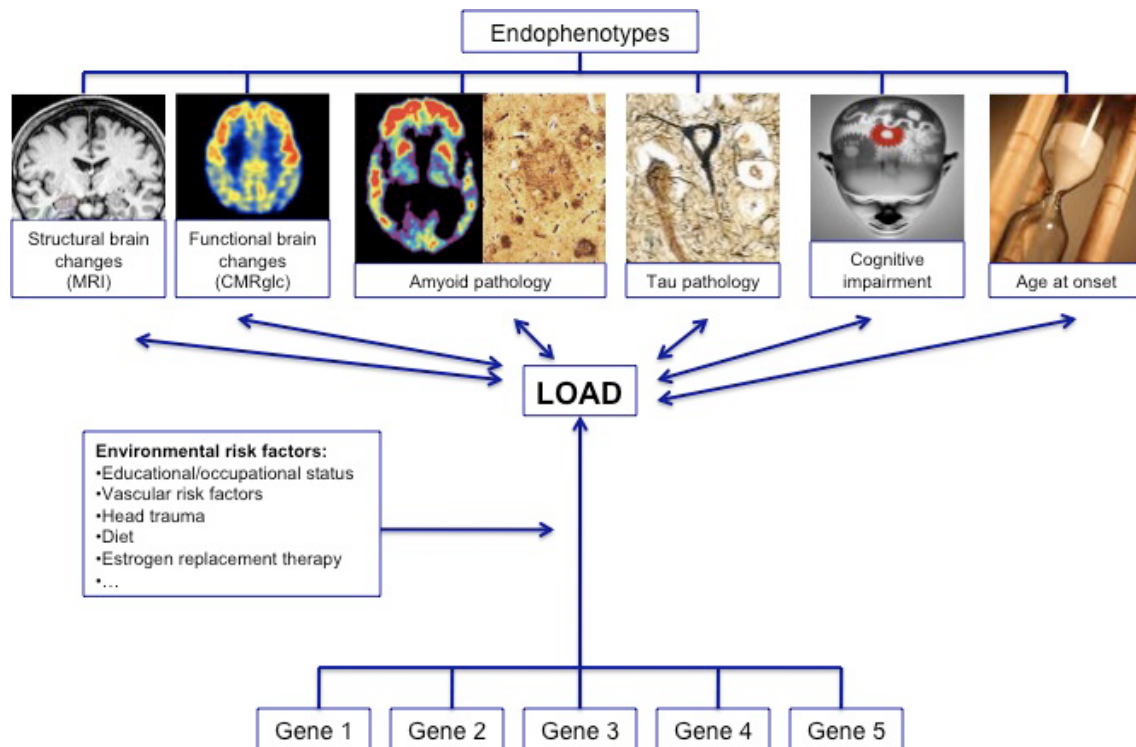 Endophenotypes
Structural brain
changes
(MRI)
Functional brain
changes
(CMRglc)
Amyoid pathology
Tau pathology
Cognitive
impairment
Age at onset
LOAD
Environmental risk factors:
•Educational/occupational status
•Vascular risk factors
•Head trauma
•Diet
•Estrogen replacement therapy
•…
Gene 1
Gene 2
Gene 3
Gene 4
Gene 5